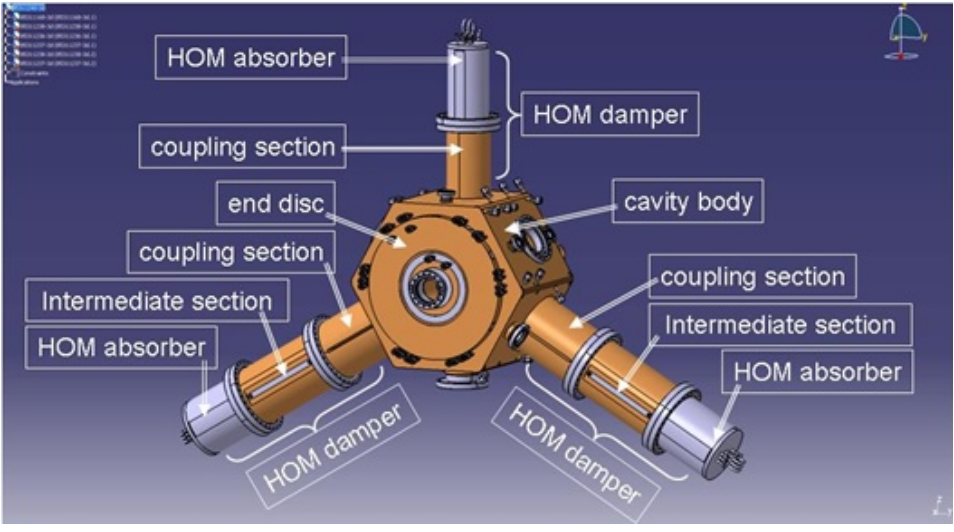 HOM absorber
HOM damper
coupling section
end disc
cavity body
coupling section
coupling section
Intermediate section
Intermediate section
HOM absorber
HOM absorber
HOM damper
HOM damper